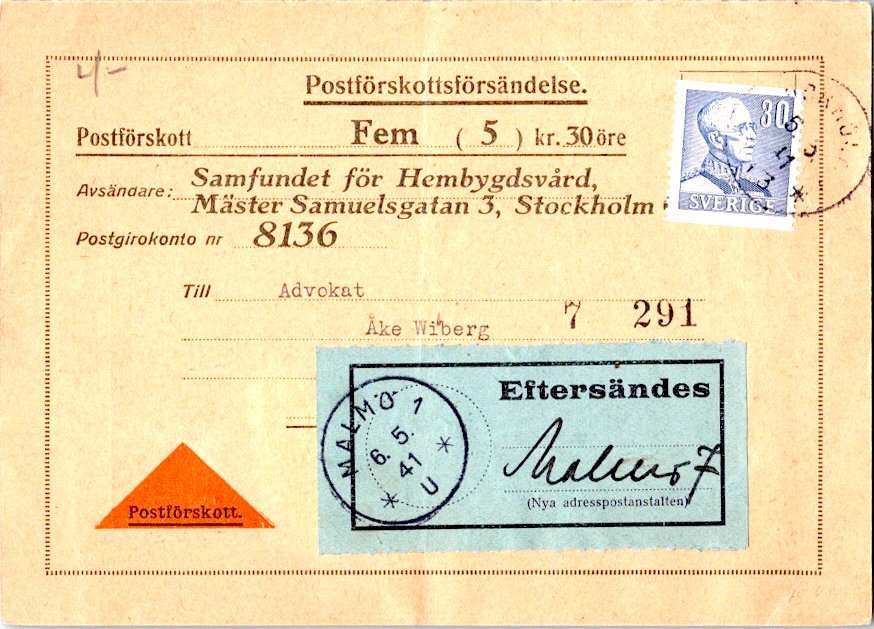 4/-
Postförskottsförsändelse.
Postförskott Fem ( 5 ) kr. 30 öre
Avsändare: Samfundet för Hembygdsvård,
Mäster Samuelsgatan 3, Stockholm
Postgirokonto nr 8136
30
SVERIGE
Till Advokat
Åke Wiberg
7 291
Eftersändes
Malmö 7
(Nya adresspostanstalten)
MALMÖ 1
6. 5.
41
* U *
Postförskott.